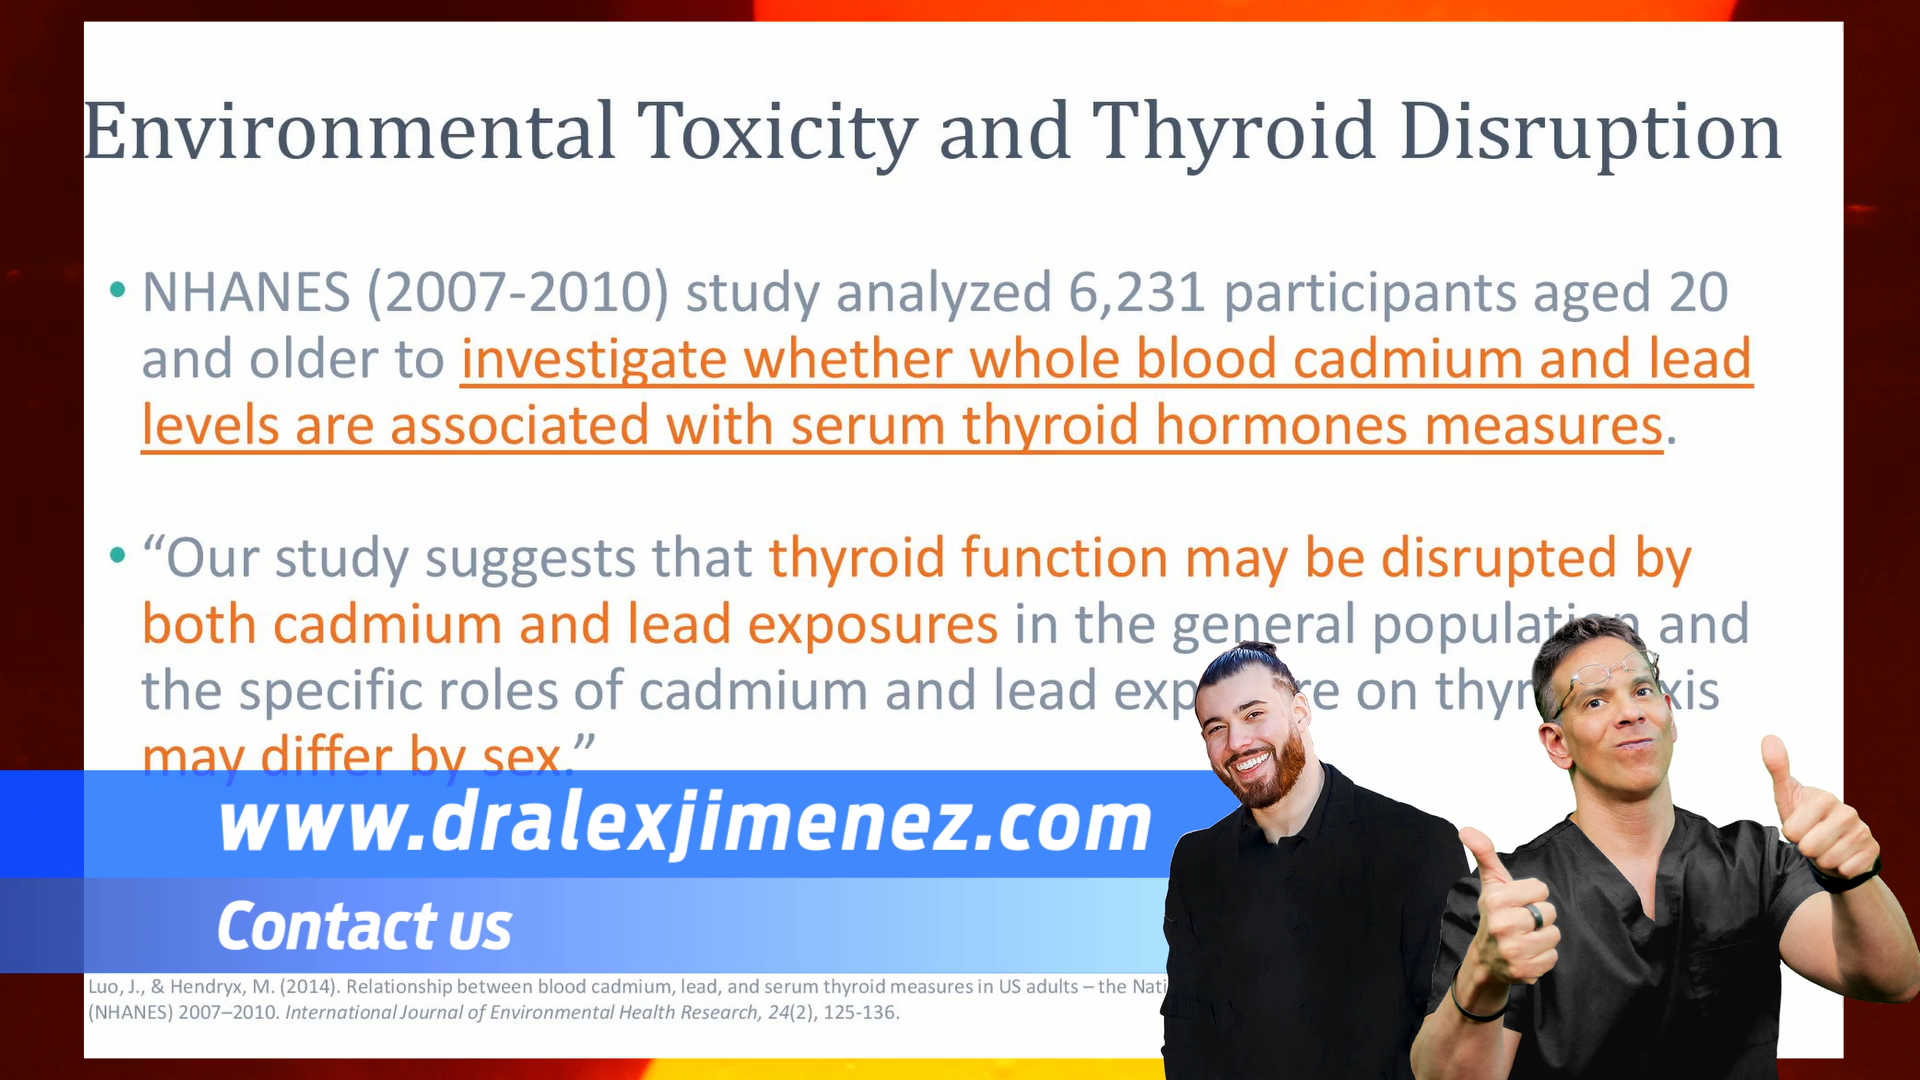 Environmental Toxicity and Thyroid Disruption
• NHANES (2007-2010) study analyzed 6,231 participants aged 20
and older to investigate whether whole blood cadmium and lead
levels are associated with serum thyroid hormones measures.
• “Our study suggests that thyroid function may be disrupted by
both cadmium and lead exposures in the general population and
the specific roles of cadmium and lead on
may differ by sex.”
www.dralexjimenez.com
Contact us
Luo, J., & Hendryx, M. (2014). Relationship between blood cadmium, lead, and serum thyroid measures in US adults – the
(NHANES) 2007–2010. International Journal of Environmental Health Research, 24(2), 125-136.